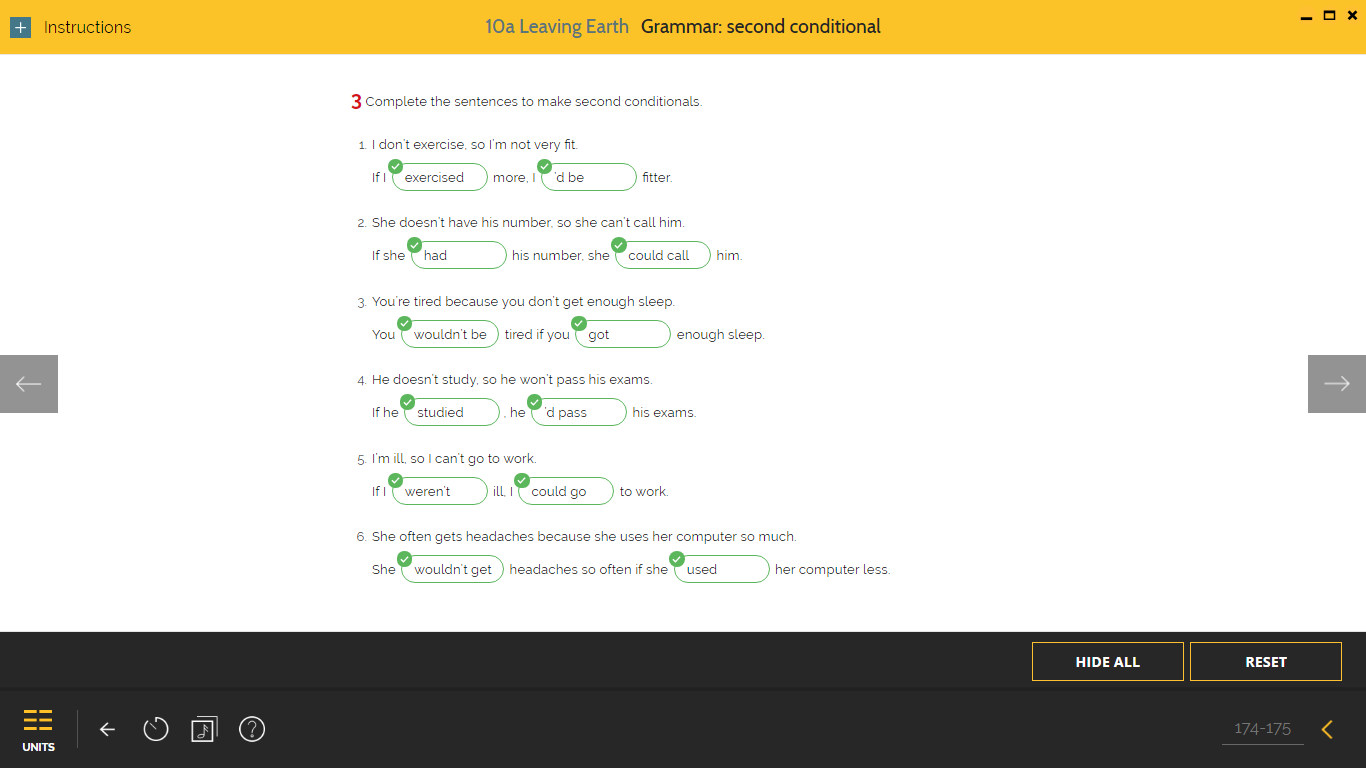 + Instructions
10a Leaving Earth Grammar: second conditional
3 Complete the sentences to make second conditionals.
1. I don't exercise, so I'm not very fit.
If I exercised more, I 'd be fitter.
2. She doesn't have his number, so she can't call him.
If she had his number, she could call him.
3. You're tired because you don't get enough sleep.
You wouldn't be tired if you got enough sleep.
4. He doesn't study, so he won't pass his exams.
If he studied , he 'd pass his exams.
5. I'm ill, so I can't go to work.
If I weren't ill, I could go to work.
6. She often gets headaches because she uses her computer so much.
She wouldn't get headaches so often if she used her computer less.
HIDE ALL
RESET
UNITS
?
174-175